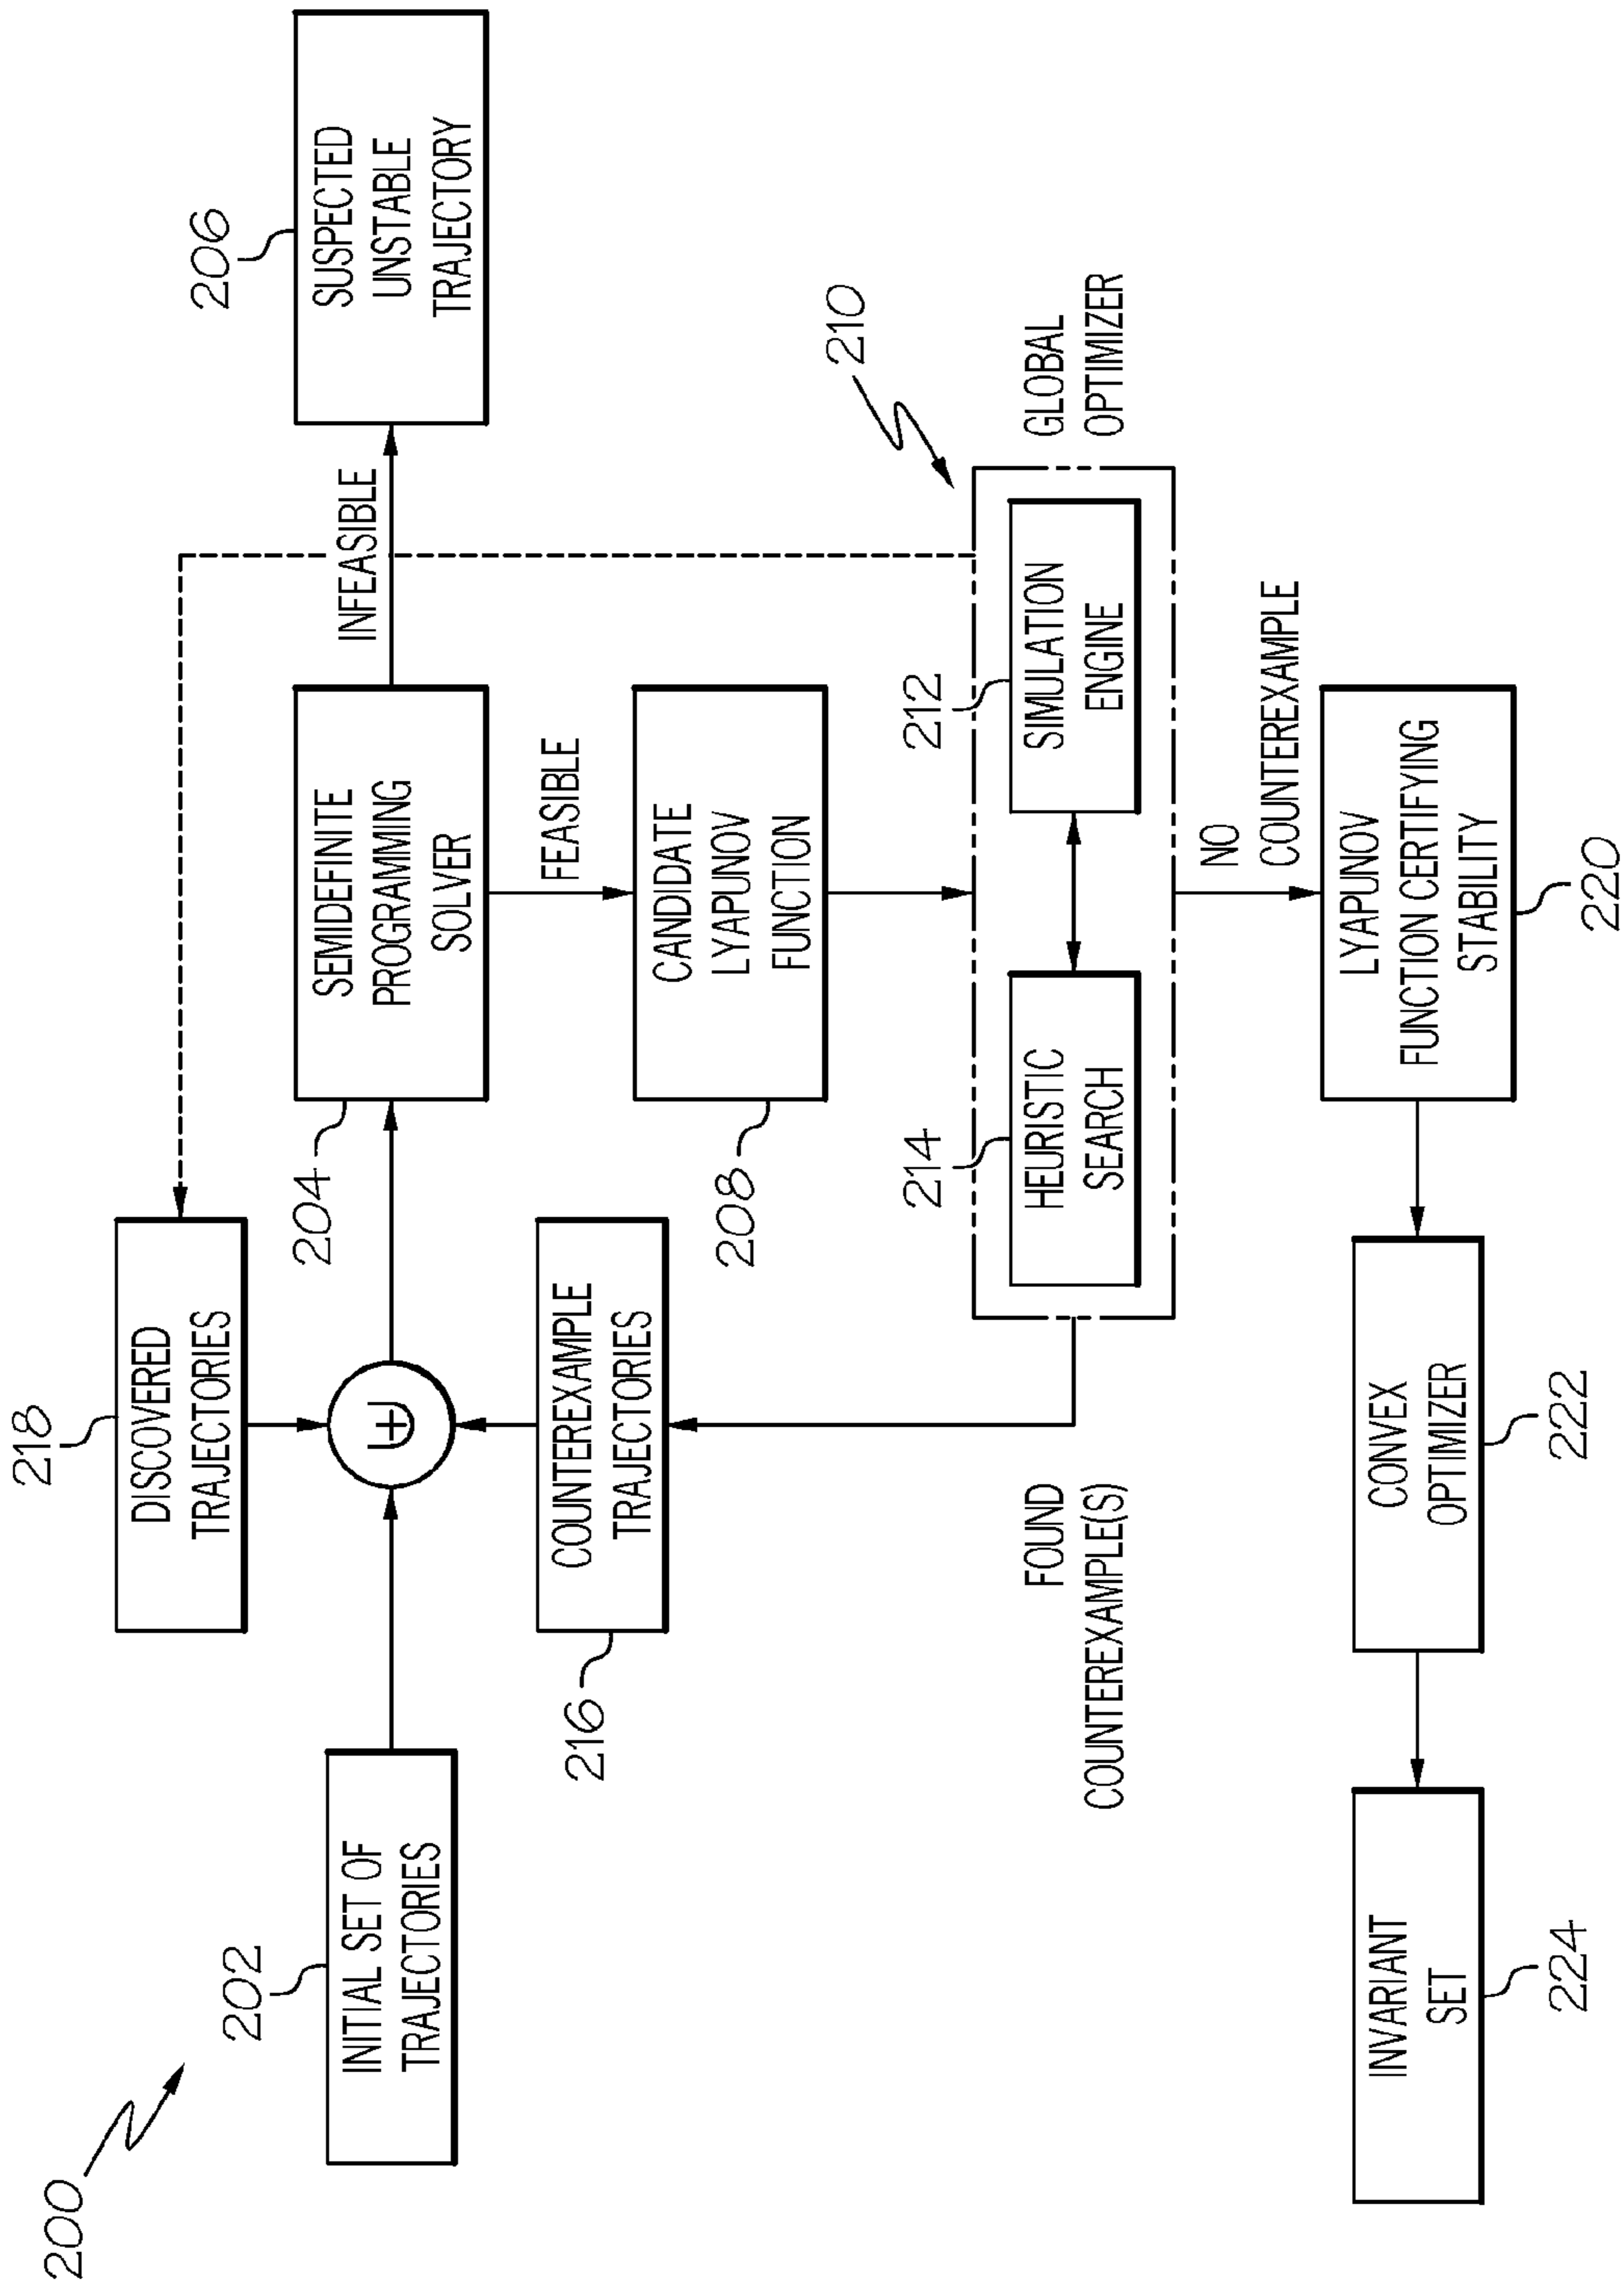 200
218
DISCOVERED
TRAJECTORIES
202
INITIAL SET OF
TRAJECTORIES
204
SEMIDEFINITE
PROGRAMMING
SOLVER
INFEASIBLE
206
SUSPECTED
UNSTABLE
TRAJECTORY
216
COUNTEREXAMPLE
TRAJECTORIES
FEASIBLE
208
CANDIDATE
LYAPUNOV
FUNCTION
210
GLOBAL
OPTIMIZER
214
HEURISTIC
SEARCH
212
SIMULATION
ENGINE
FOUND
COUNTEREXAMPLE(S)
NO
COUNTEREXAMPLE
INVARIANT
SET
224
CONVEX
OPTIMIZER
222
LYAPUNOV
FUNCTION CERTIFYING
STABILITY
220